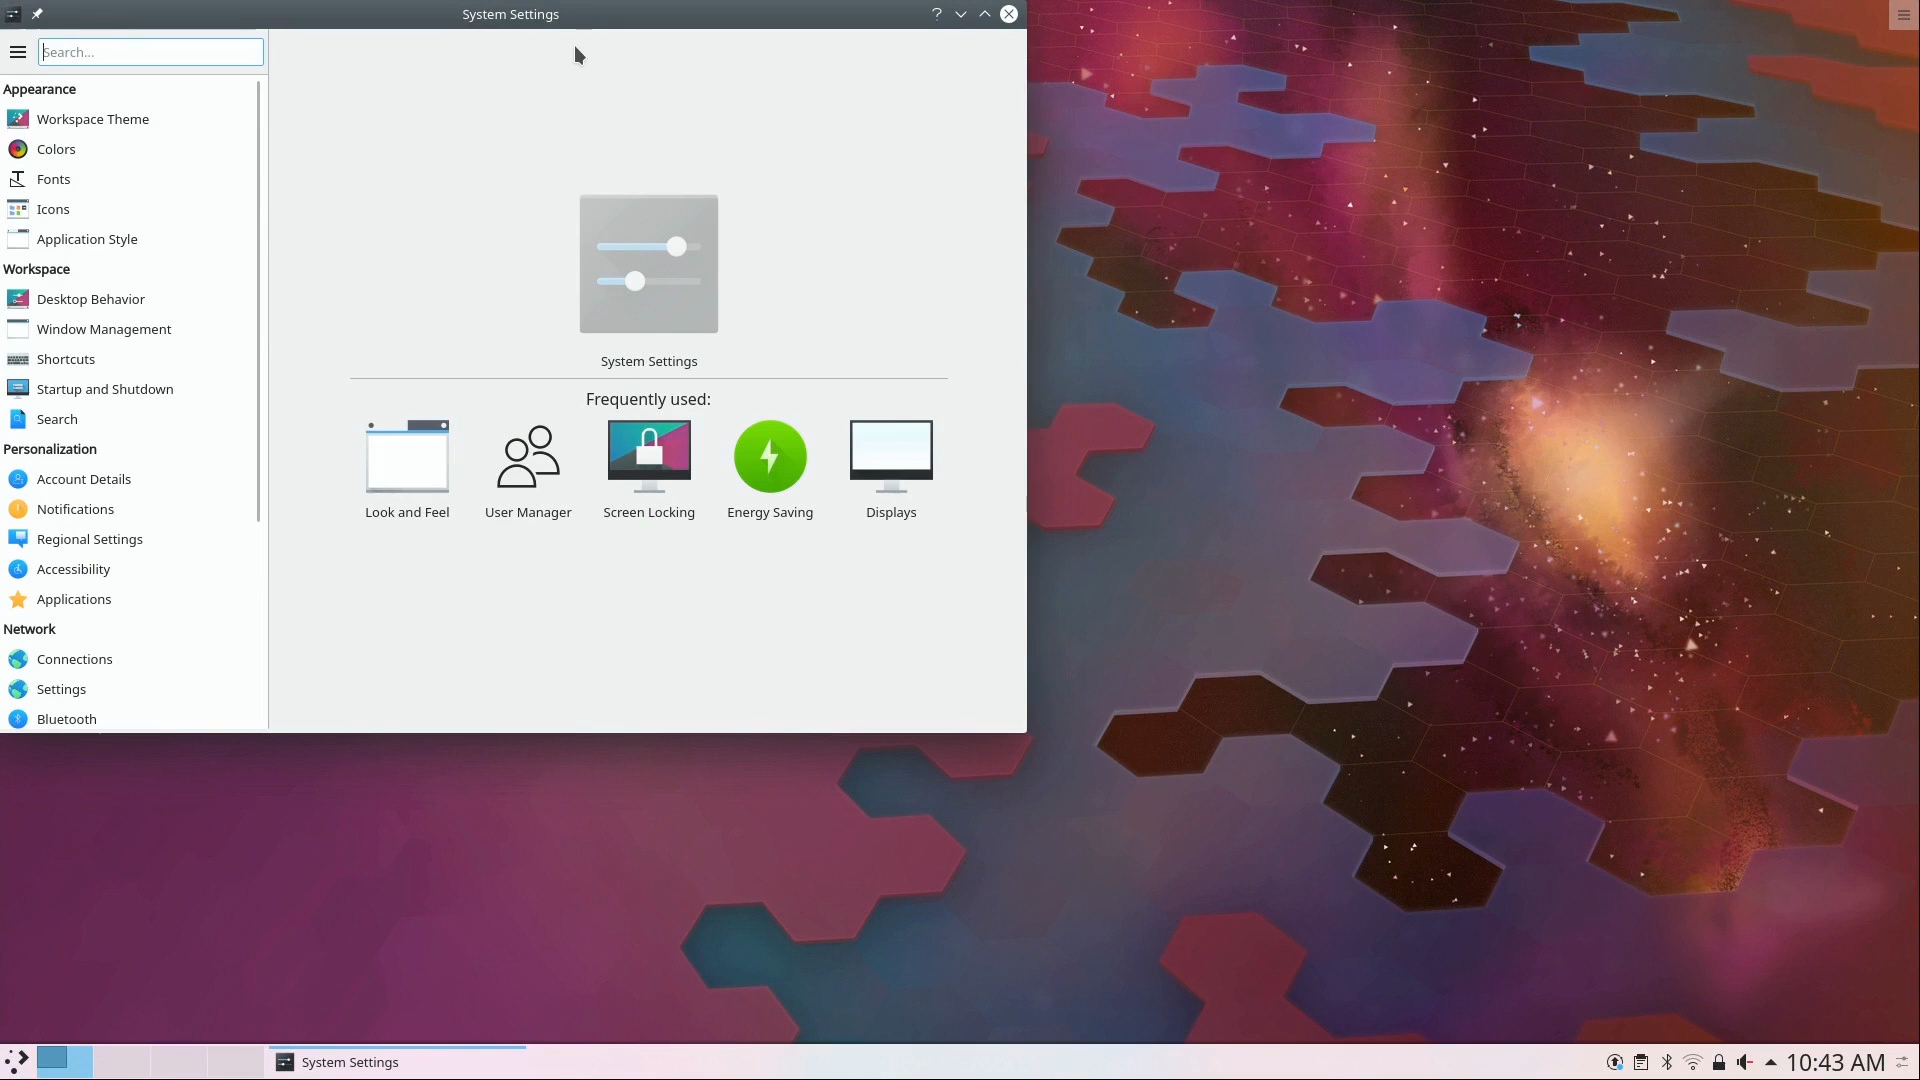 System Settings
Search...
Appearance
Workspace Theme
Colors
Fonts
Icons
Application Style
Workspace
Desktop Behavior
Window Management
Shortcuts
Startup and Shutdown
Search
Personalization
Account Details
Notifications
Regional Settings
Accessibility
Applications
Network
Connections
Settings
Bluetooth
System Settings
Frequently used:
Look and Feel
User Manager
Screen Locking
Energy Saving
Displays
System Settings
10:43 AM